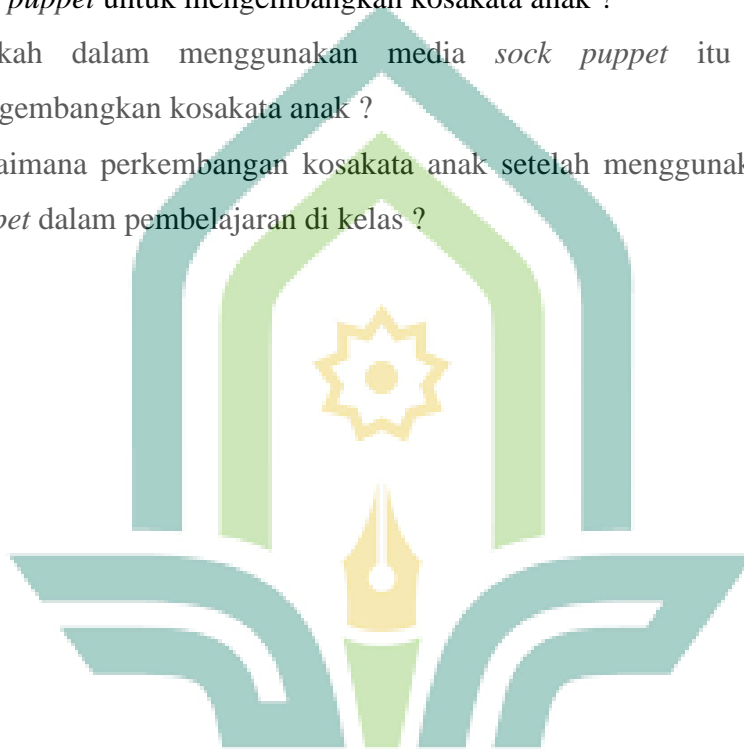 puppet untuk mengembangkan kosakata anak ?
kah dalam menggunakan media sock puppet itu
gembangkan kosakata anak ?
aimana perkembangan kosakata anak setelah menggunak
pet dalam pembelajaran di kelas ?